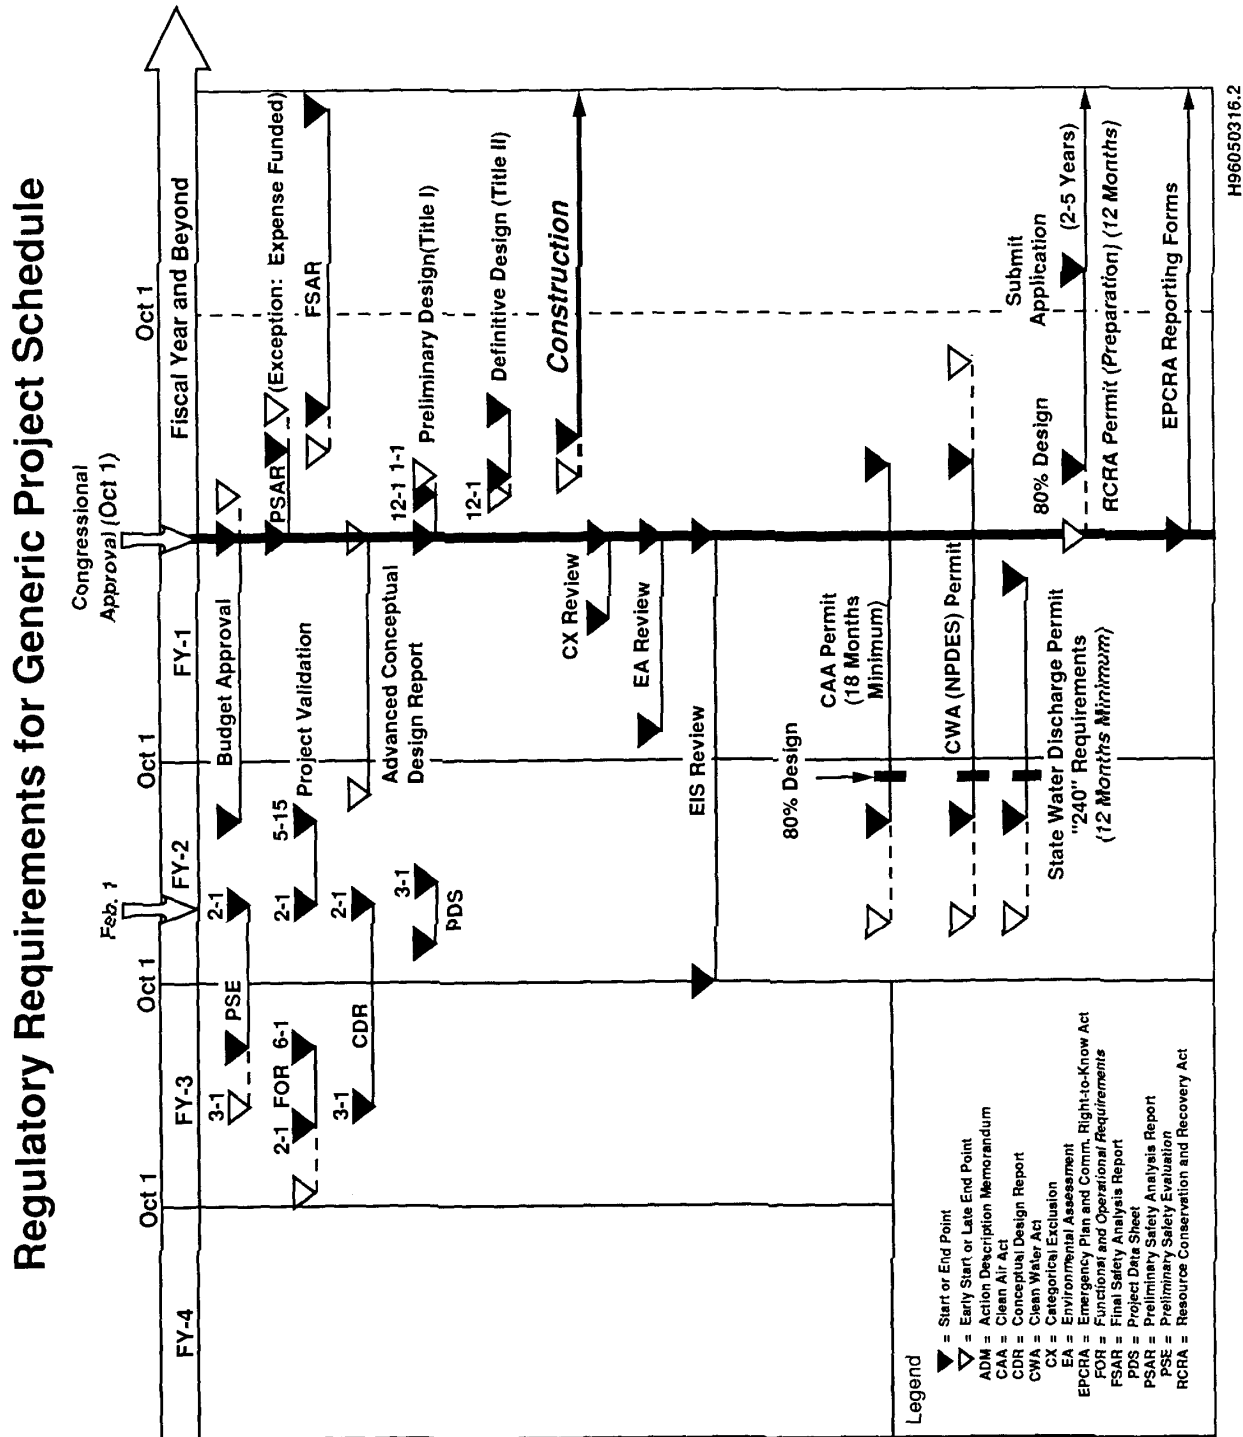 Regulatory Requirements for Generic Project Schedule
Congressional
Approval (Oct 1)
Feb. 1
Oct 1
Oct 1
Oct 1
Oct 1
FY-4
FY-3
FY-2
FY-1
Fiscal Year and Beyond
3-1
PSE
2-1
Budget Approval
2-1
FOR
6-1
2-1
5-15
Project Validation
PSAR
(Exception: Expense Funded)
FSAR
3-1
CDR
2-1
Advanced Conceptual
Design Report
3-1
PDS
12-1
1-1
Preliminary Design(Title I)
12-1
Definitive Design (Title II)
Construction
CX Review
EA Review
EIS Review
80% Design
CAA Permit
(18 Months
Minimum)
CWA (NPDES) Permit
State Water Discharge Permit
"240" Requirements
(12 Months Minimum)
80% Design
Submit
Application
(2-5 Years)
RCRA Permit (Preparation) (12 Months)
EPCRA Reporting Forms
Legend
= Start or End Point
= Early Start or Late End Point
ADM = Action Description Memorandum
CAA = Clean Air Act
CDR = Conceptual Design Report
CWA = Clean Water Act
CX = Categorical Exclusion
EA = Environmental Assessment
EPCRA = Emergency Plan and Comm. Right-to-Know Act
FOR = Functional and Operational Requirements
FSAR = Final Safety Analysis Report
PDS = Project Data Sheet
PSAR = Preliminary Safety Analysis Report
PSE = Preliminary Safety Evaluation
RCRA = Resource Conservation and Recovery Act
H96050316.2